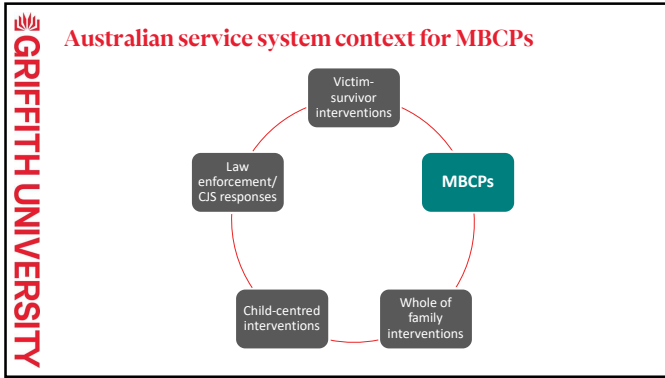 GRIFFITH UNIVERSITY
Australian service system context for MBCPs
Victim-
survivor
interventions
MBCPs
Whole of
family
interventions
Child-centred
interventions
Law
enforcement/
CJS responses